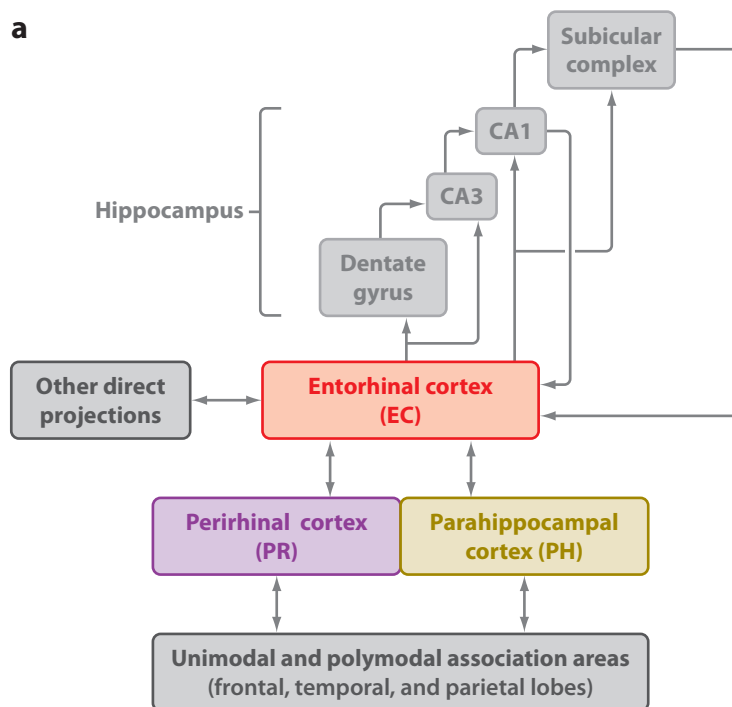 a
Subicular
complex
CA1
CA3
Hippocampus
Dentate
gyrus
Other direct
projections
Entorhinal cortex
(EC)
Perirhinal cortex
(PR)
Parahippocampal
cortex (PH)
Unimodal and polymodal association areas
(frontal, temporal, and parietal lobes)